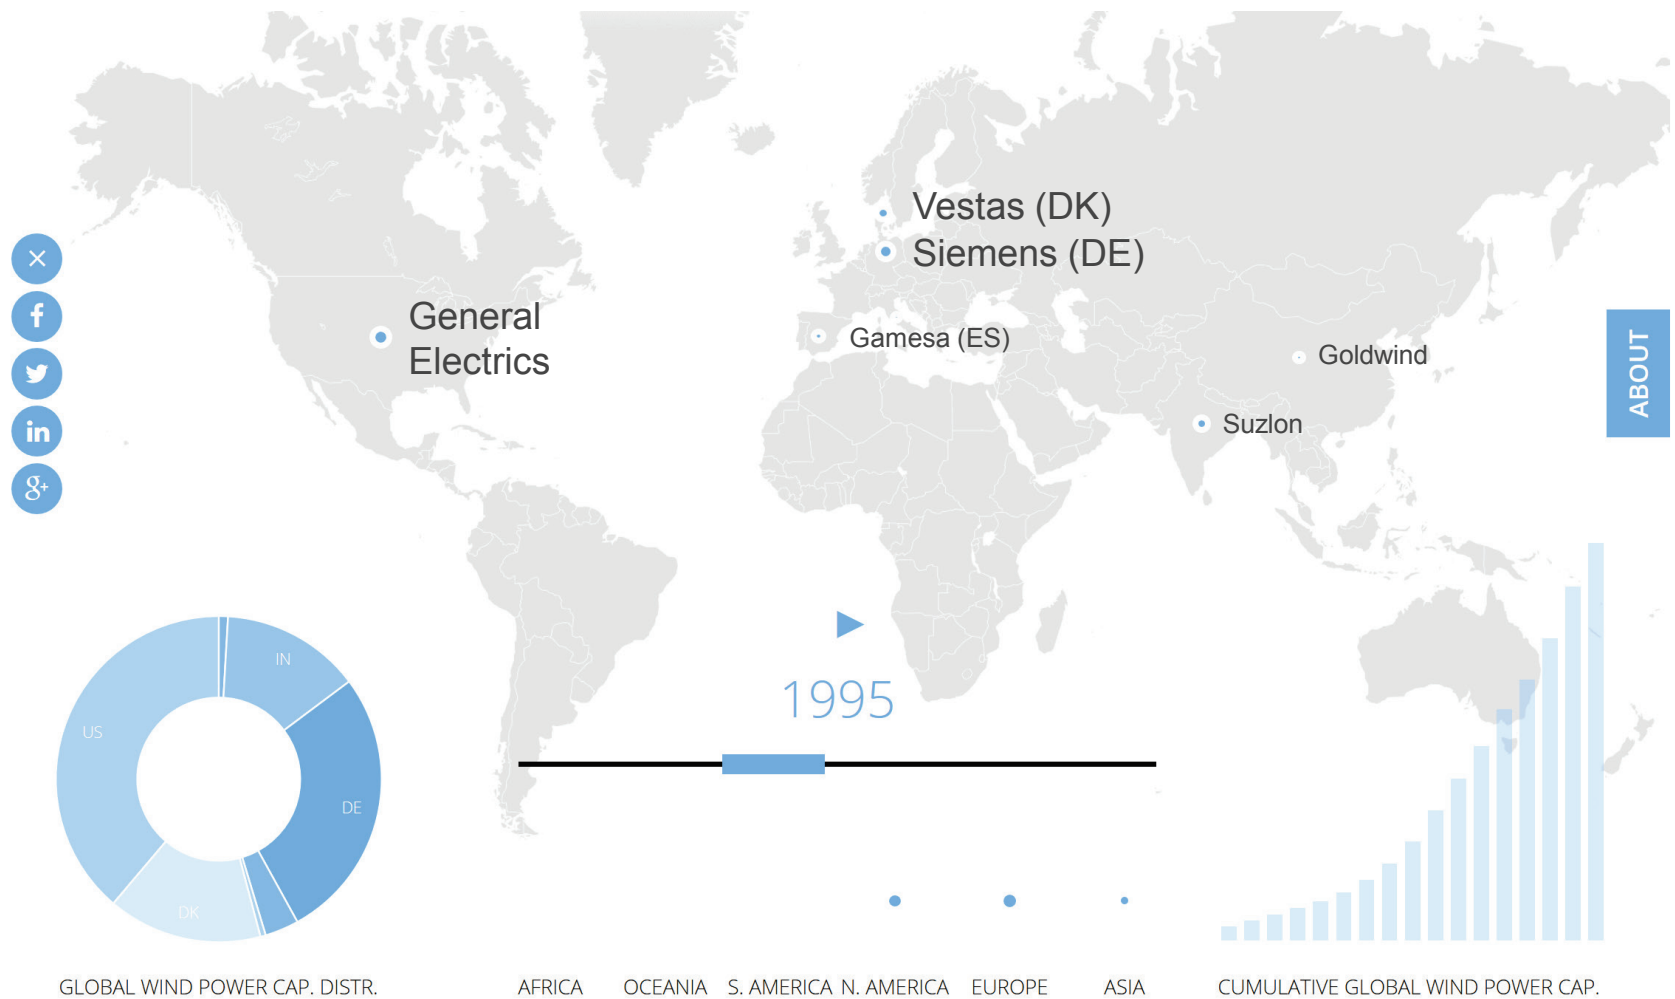 Vestas (DK)
Siemens (DE)
General
Electrics
Gamesa (ES)
Goldwind
Suzlon
f
in
g+
ABOUT
1995
IN
US
DE
DK
GLOBAL WIND POWER CAP. DISTR.
AFRICA
OCEANIA
S. AMERICA
N. AMERICA
EUROPE
ASIA
CUMULATIVE GLOBAL WIND POWER CAP.